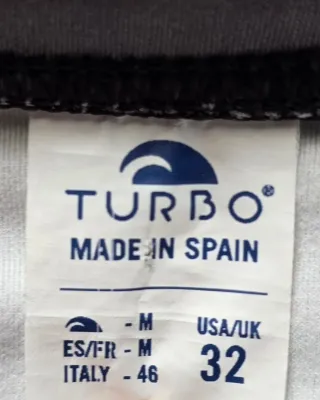 TURBO®
MADE IN SPAIN
- M
ES/FR - M
ITALY - 46
USA/UK
32